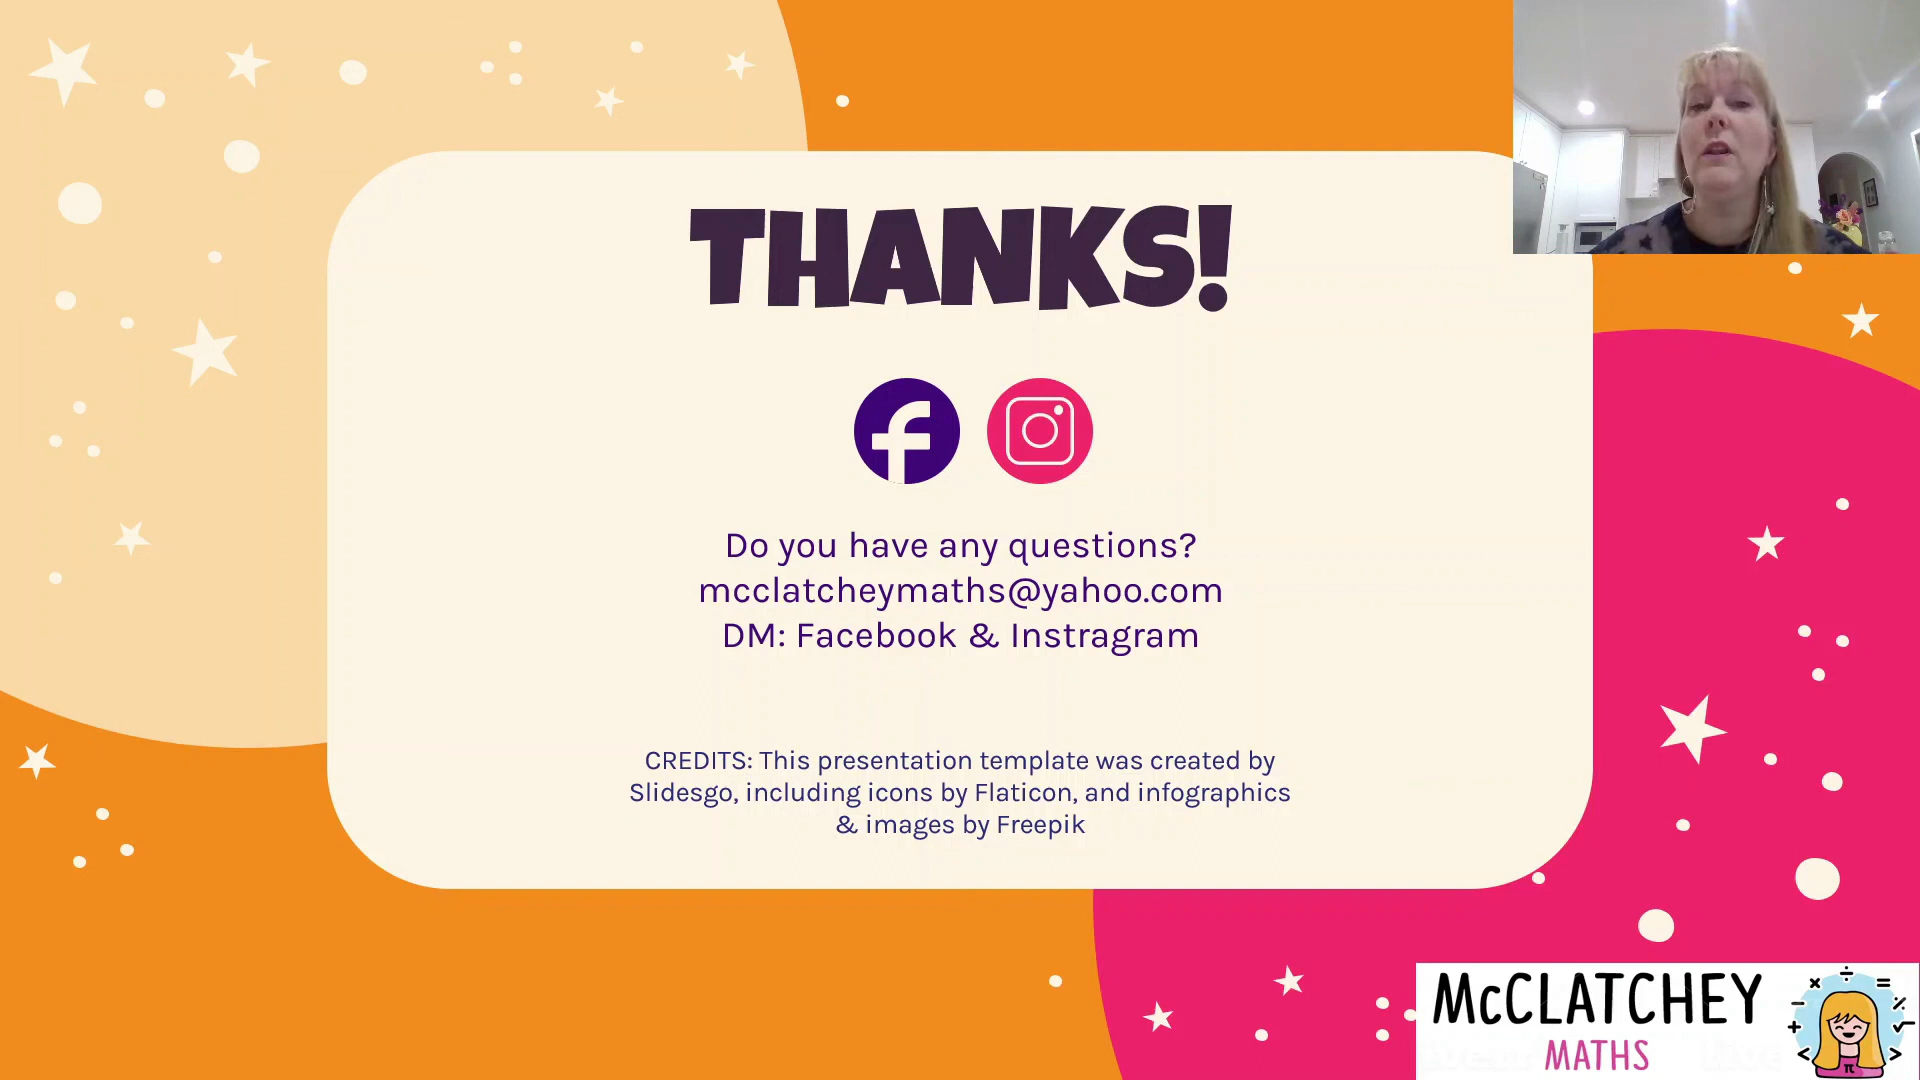 THANKS!
Do you have any questions?
mcclatcheymaths@yahoo.com
DM: Facebook & Instragram
CREDITS: This presentation template was created by
Slidesgo, including icons by Flaticon, and infographics
& images by Freepik
McCLATCHEY
MATHS
× ÷ =
− %
+ √
< π >